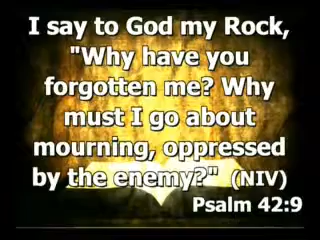 I say to God my Rock,
"Why have you
forgotten me? Why
must I go about
mourning, oppressed
by the enemy?" (NIV)
Psalm 42:9